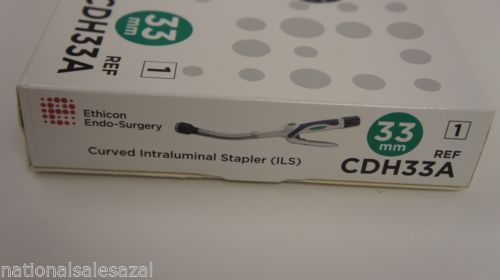 CDH33A
33
mm
REF
1
Ethicon
Endo-Surgery
Curved Intraluminal Stapler (ILS)
33
mm
1
REF
CDH33A
nationalsalesazal